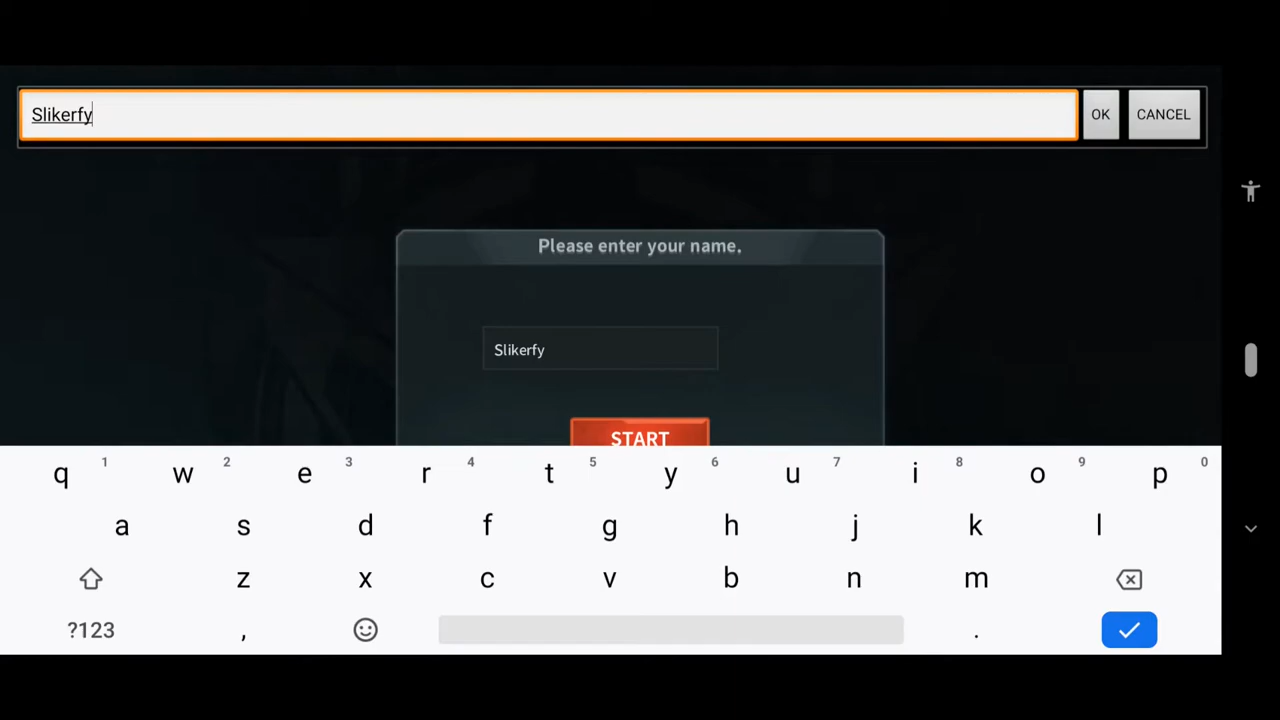 Slikerfy
OK
CANCEL
Please enter your name.
Slikerfy
START
q 1 w 2 e 3 r 4 t 5 y 6 u 7 i 8 o 9 p 0
a s d f g h j k l
z x c v b n m
?123 , .